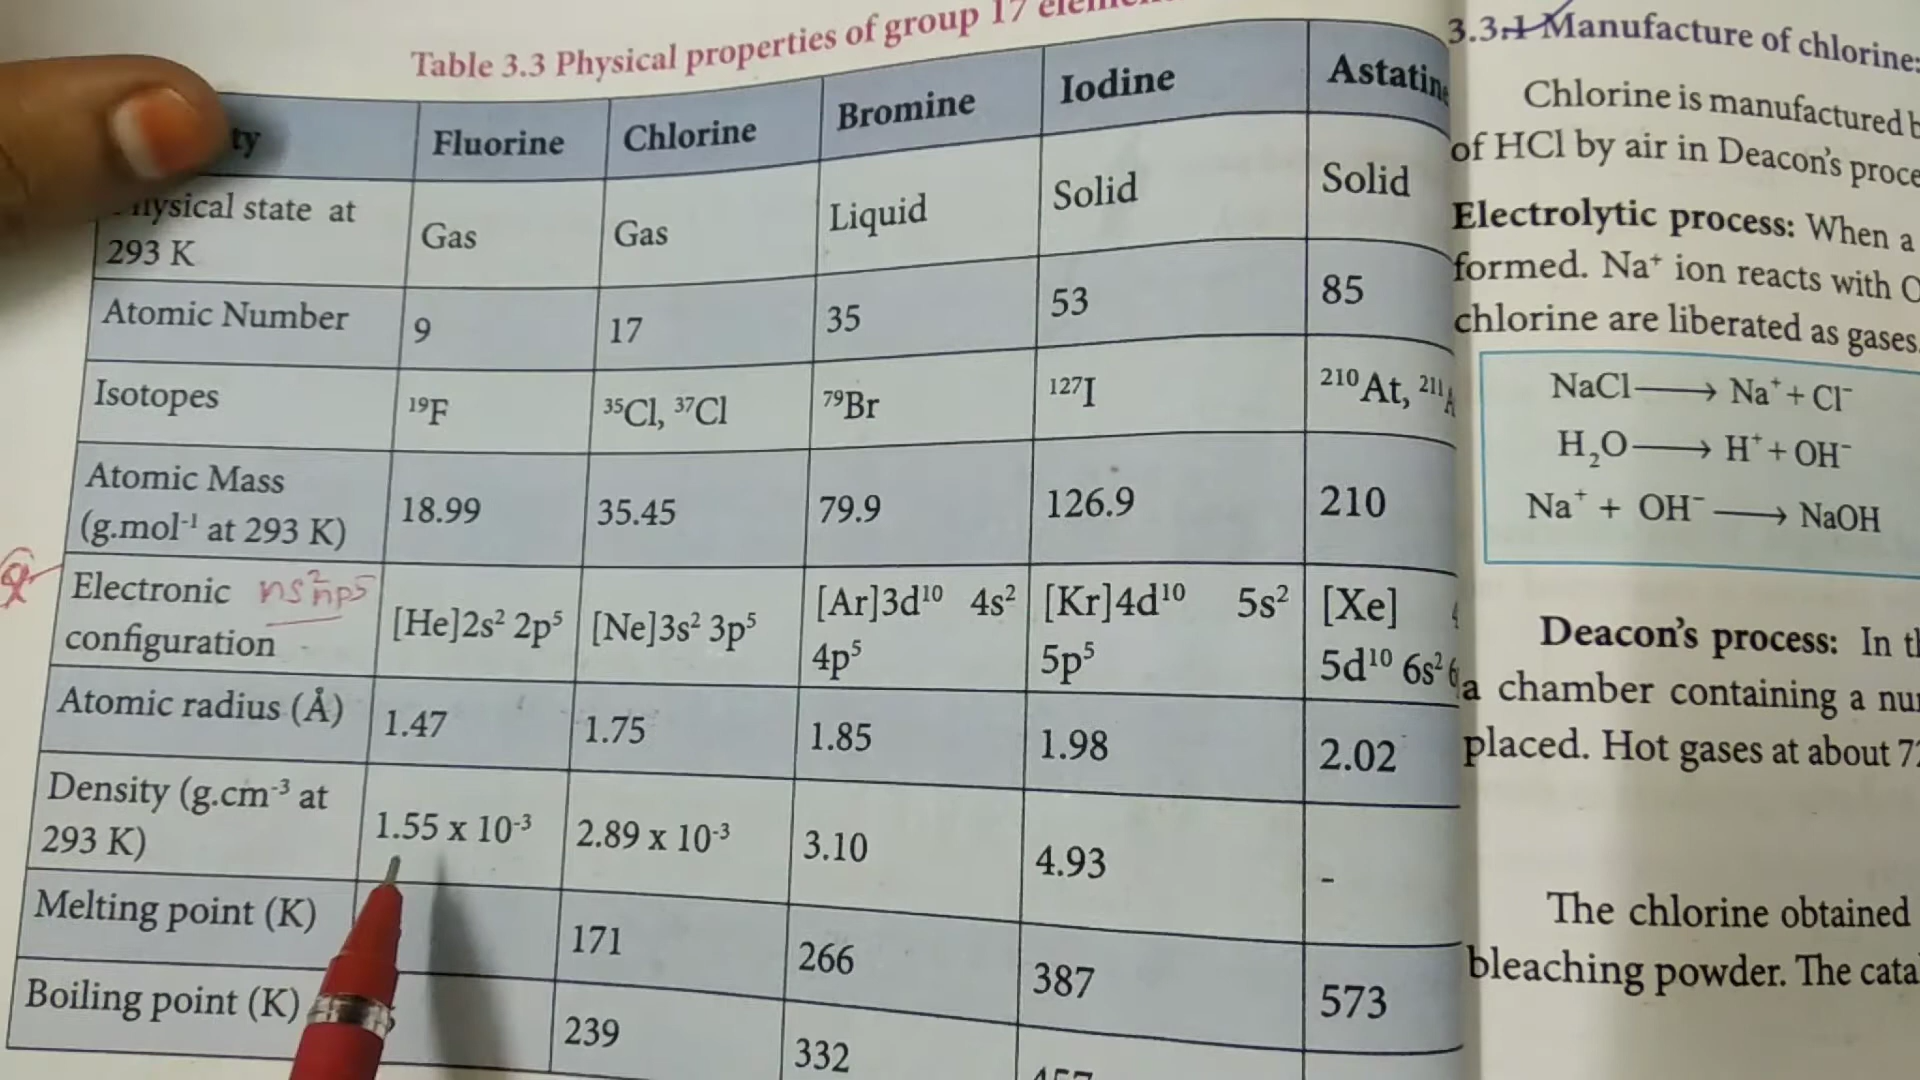 Table 3.3 Physical properties of group 17
Fluorine Chlorine Bromine Iodine Astatine
Physical state at 293 K Gas Gas Liquid Solid Solid
Atomic Number 9 17 35 53 85
Isotopes ¹⁹F ³⁵Cl, ³⁷Cl ⁷⁹Br ¹²⁷I ²¹⁰At, ²¹¹A
Atomic Mass (g.mol⁻¹ at 293 K) 18.99 35.45 79.9 126.9 210
Electronic ns² np⁵ configuration [He]2s² 2p⁵ [Ne]3s² 3p⁵ [Ar]3d¹⁰ 4s² 4p⁵ [Kr]4d¹⁰ 5s² 5p⁵ [Xe] 5d¹⁰ 6s²
Atomic radius (Å) 1.47 1.75 1.85 1.98 2.02
Density (g.cm⁻³ at 293 K) 1.55 x 10⁻³ 2.89 x 10⁻³ 3.10 4.93 -
Melting point (K) 171 266 387 573
Boiling point (K) 239 332
3.3.1 Manufacture of chlorine:
Chlorine is manufactured
of HCl by air in Deacon's
Electrolytic process: When a
formed. Na⁺ ion reacts with
chlorine are liberated as gases.
NaCl ⟶ Na⁺ + Cl⁻
H₂O ⟶ H⁺ + OH⁻
Na⁺ + OH⁻ ⟶ NaOH
Deacon's process: In
a chamber containing a
placed. Hot gases at about
The chlorine obtained
bleaching powder. The